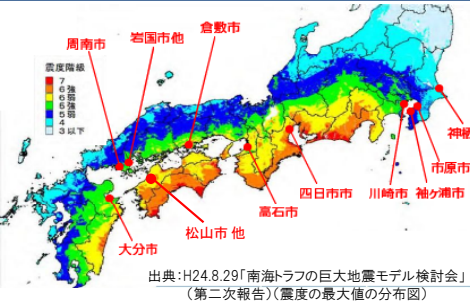 倉敷市
岩国市他
周南市
震度階級
7
6強
6弱
5強
5弱
4
3以下
神栖
市原市
袖ヶ浦市
川崎市
四日市市
高石市
松山市 他
大分市
出典:H24.8.29「南海トラフの巨大地震モデル検討会」
(第二次報告)(震度の最大値の分布図)